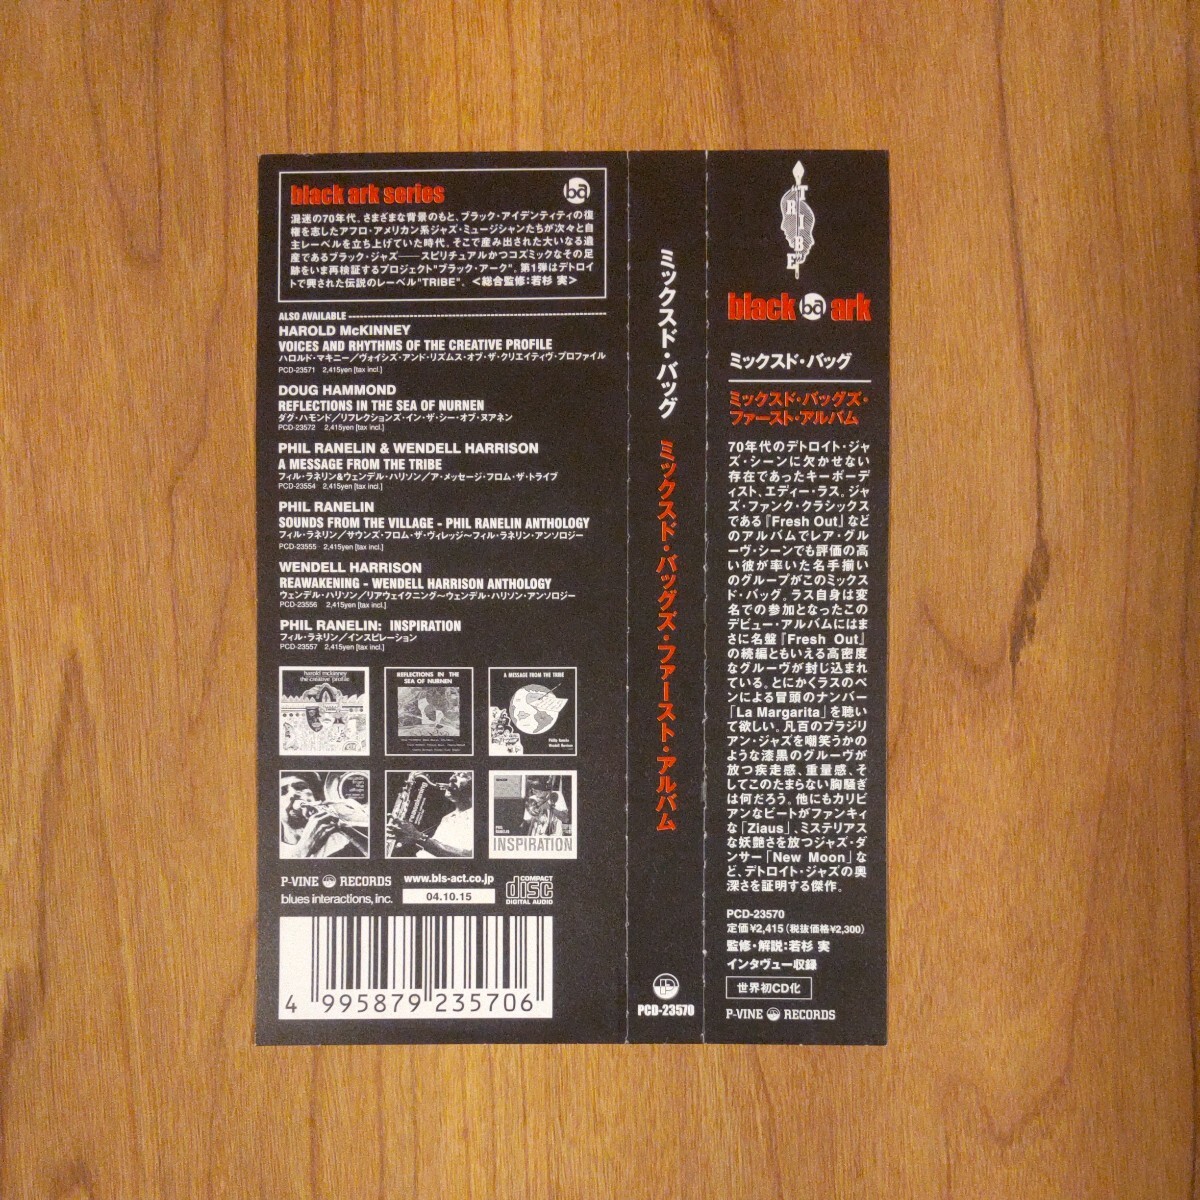 black ark series
ba
混迷の70年代。さまざまな背景のもと、ブラック・アイデンティティの復
権を志したアフロ・アメリカン系ジャズ・ミュージシャンたちが次々と自
主レーベルを立ち上げていた時代。そこで産み出された大いなる遺
産であるブラック・ジャズ——スピリチュアルかつコズミックなその足
跡をいま再検証するプロジェクト"ブラック・アーク"。第1弾はデトロイ
トで興された伝説のレーベル"TRIBE"。 <総合監修:若杉 実>
ALSO AVAILABLE
HAROLD McKINNEY
VOICES AND RHYTHMS OF THE CREATIVE PROFILE
ハロルド・マキニー/ヴォイシズ・アンド・リズムス・オブ・ザ・クリエイティヴ・プロファイル
PCD-23571 2,415yen [tax incl.]
DOUG HAMMOND
REFLECTIONS IN THE SEA OF NURNEN
ダグ・ハモンド/リフレクションズ・イン・ザ・シー・オブ・ヌアネン
PCD-23572 2,415yen [tax incl.]
PHIL RANELIN & WENDELL HARRISON
A MESSAGE FROM THE TRIBE
フィル・ラネリン&ウェンデル・ハリソン/ア・メッセージ・フロム・ザ・トライブ
PCD-23554 2,415yen [tax incl.]
PHIL RANELIN
SOUNDS FROM THE VILLAGE - PHIL RANELIN ANTHOLOGY
フィル・ラネリン/サウンズ・フロム・ザ・ヴィレッジ〜フィル・ラネリン・アンソロジー
PCD-23555 2,415yen [tax incl.]
WENDELL HARRISON
REAWAKENING - WENDELL HARRISON ANTHOLOGY
ウェンデル・ハリソン/リアウェイクニング〜ウェンデル・ハリソン・アンソロジー
PCD-23556 2,415yen [tax incl.]
PHIL RANELIN: INSPIRATION
フィル・ラネリン/インスピレーション
PCD-23557 2,415yen [tax incl.]
harold mckinney
the creative profile
REFLECTIONS IN THE
SEA OF NURNEN
A MESSAGE FROM THE TRIBE
Phillip Ranelin
Wendell Harrison
reawakening
PHIL
RANELIN
INSPIRATION
P-VINE RECORDS
blues interactions, inc.
www.bls-act.co.jp
04.10.15
COMPACT
disc
DIGITAL AUDIO
4 995879 235706
ミックスド・バッグ ミックスド・バッグズ・ファースト・アルバム
PCD-23570
TRIBE
black ba ark
ミックスド・バッグ
ミックスド・バッグズ・
ファースト・アルバム
70年代のデトロイト・ジャ
ズ・シーンに欠かせない
存在であったキーボーデ
ィスト、エディー・ラス。ジャ
ズ・ファンク・クラシックス
である『Fresh Out』など
のアルバムでレア・グル
ーヴ・シーンでも評価の高
い彼が率いた名手揃い
のグループがこのミックス
ド・バッグ。ラス自身は変
名での参加となったこの
デビュー・アルバムにはま
さに名盤『Fresh Out』
の続編ともいえる高密度
なグルーヴが封じ込まれ
ている。とにかくラスのペ
ンによる冒頭のナンバー
「La Margarita」を聴い
て欲しい。凡百のブラジリ
アン・ジャズを嘲笑うかの
ような漆黒のグルーヴが
放つ疾走感、重量感、そ
してこのたまらない胸騒ぎ
は何だろう。他にもカリビ
アンなビートがファンキィ
な「Ziaus」、ミステリアス
な妖艶さを放つジャズ・ダ
ンサー「New Moon」な
ど、デトロイト・ジャズの奥
深さを証明する傑作。
PCD-23570
定価¥2,415(税抜価格¥2,300)
監修・解説:若杉 実
インタヴュー収録
世界初CD化
P-VINE RECORDS